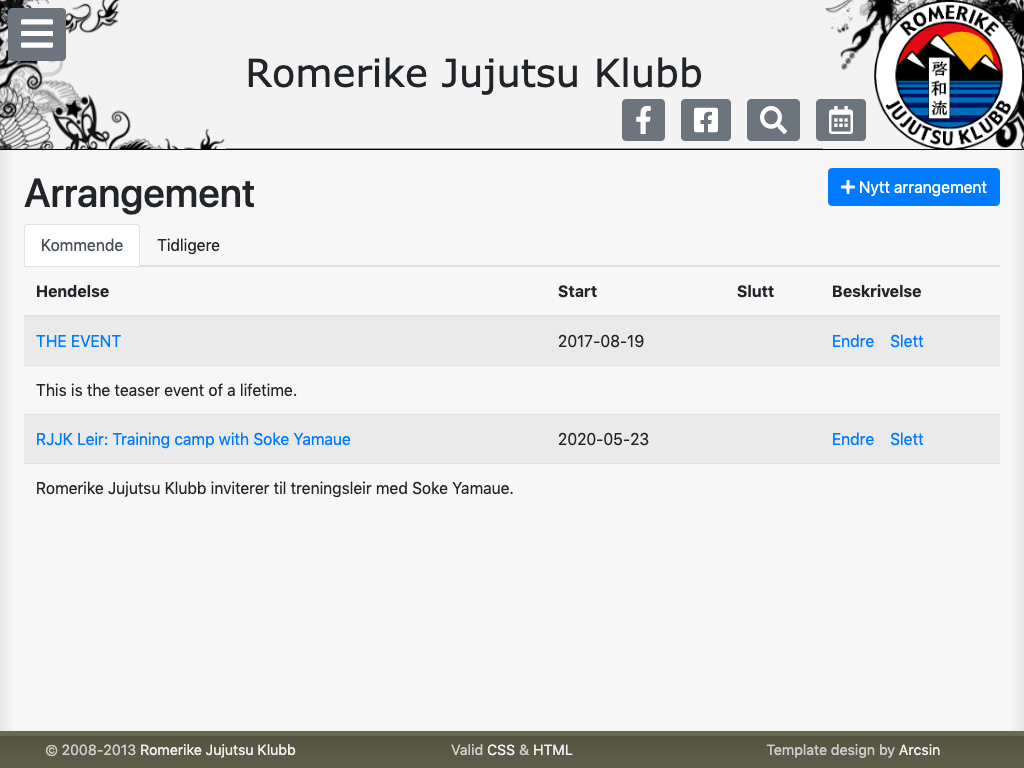 Romerike Jujutsu Klubb
ROMERIKE
啓和流
JUJUTSU KLUBB
Arrangement
Nytt arrangement
Kommende Tidligere
Hendelse Start Slutt Beskrivelse
THE EVENT 2017-08-19 Endre Slett
This is the teaser event of a lifetime.
RJJK Leir: Training camp with Soke Yamaue 2020-05-23 Endre Slett
Romerike Jujutsu Klubb inviterer til treningsleir med Soke Yamaue.
© 2008-2013 Romerike Jujutsu Klubb Valid CSS & HTML Template design by Arcsin